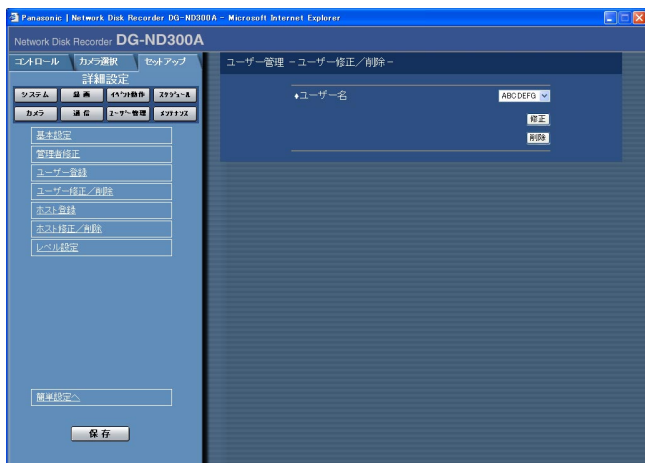 Panasonic | Network Disk Recorder DG-ND300A - Microsoft Internet Explorer
Network Disk Recorder DG-ND300A
コントロール カメラ選択 セットアップ
詳細設定
システム 録画 イベント動作 スケジュール
カメラ 通信 ユーザー管理 メンテナンス
基本設定
管理者修正
ユーザー登録
ユーザー修正／削除
ホスト登録
ホスト修正／削除
レベル設定
簡単設定へ
保存
ユーザー管理 －ユーザー修正／削除－
♦ユーザー名 ABCDEFG
修正
削除